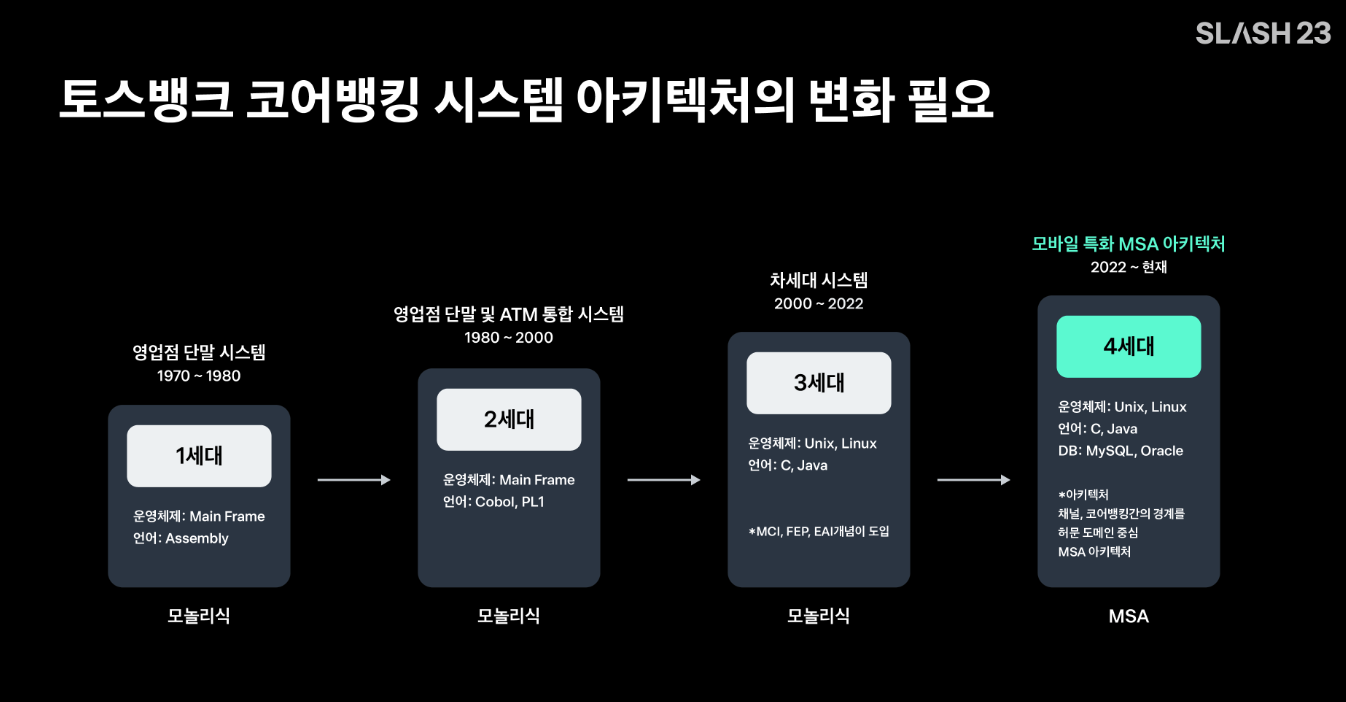 SLASH 23
토스뱅크 코어뱅킹 시스템 아키텍처의 변화 필요
영업점 단말 시스템
1970 ~ 1980
1세대
운영체제: Main Frame
언어: Assembly
모놀리식
영업점 단말 및 ATM 통합 시스템
1980 ~ 2000
2세대
운영체제: Main Frame
언어: Cobol, PL1
모놀리식
차세대 시스템
2000 ~ 2022
3세대
운영체제: Unix, Linux
언어: C, Java
*MCI, FEP, EAI개념이 도입
모놀리식
모바일 특화 MSA 아키텍처
2022 ~ 현재
4세대
운영체제: Unix, Linux
언어: C, Java
DB: MySQL, Oracle
*아키텍처
채널, 코어뱅킹간의 경계를
허문 도메인 중심
MSA 아키텍처
MSA